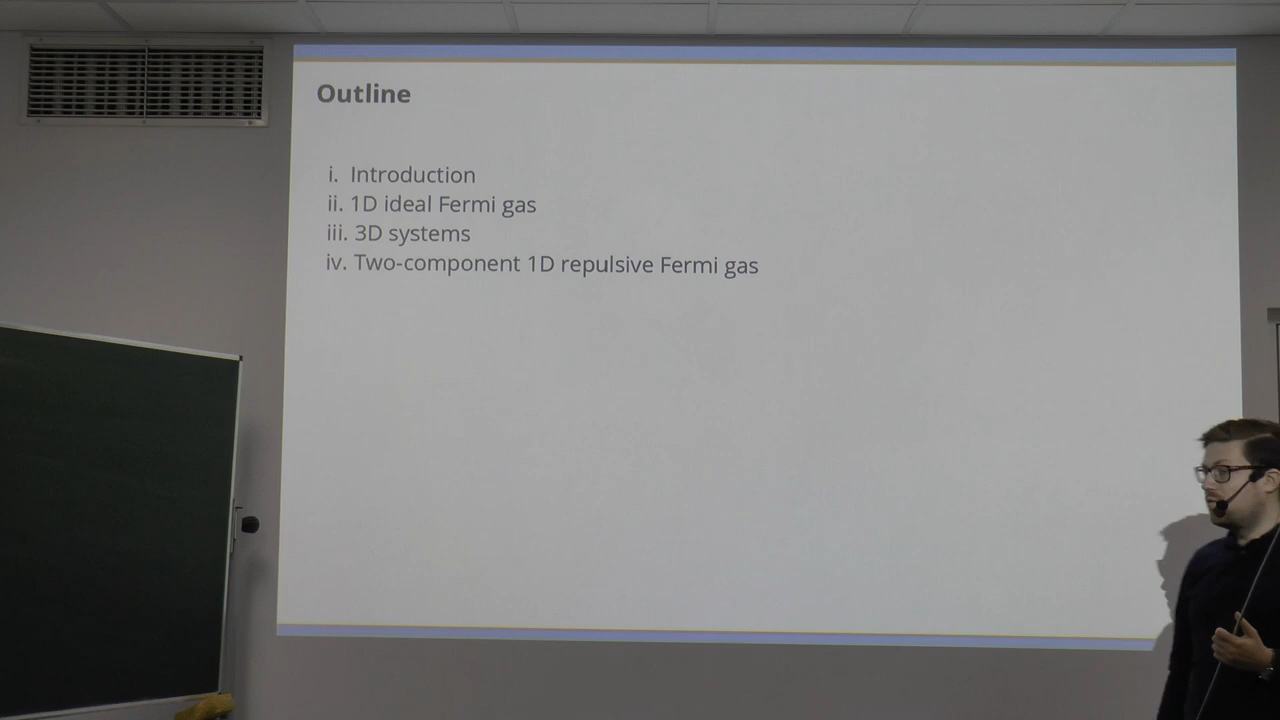 Outline
i. Introduction
ii. 1D ideal Fermi gas
iii. 3D systems
iv. Two-component 1D repulsive Fermi gas